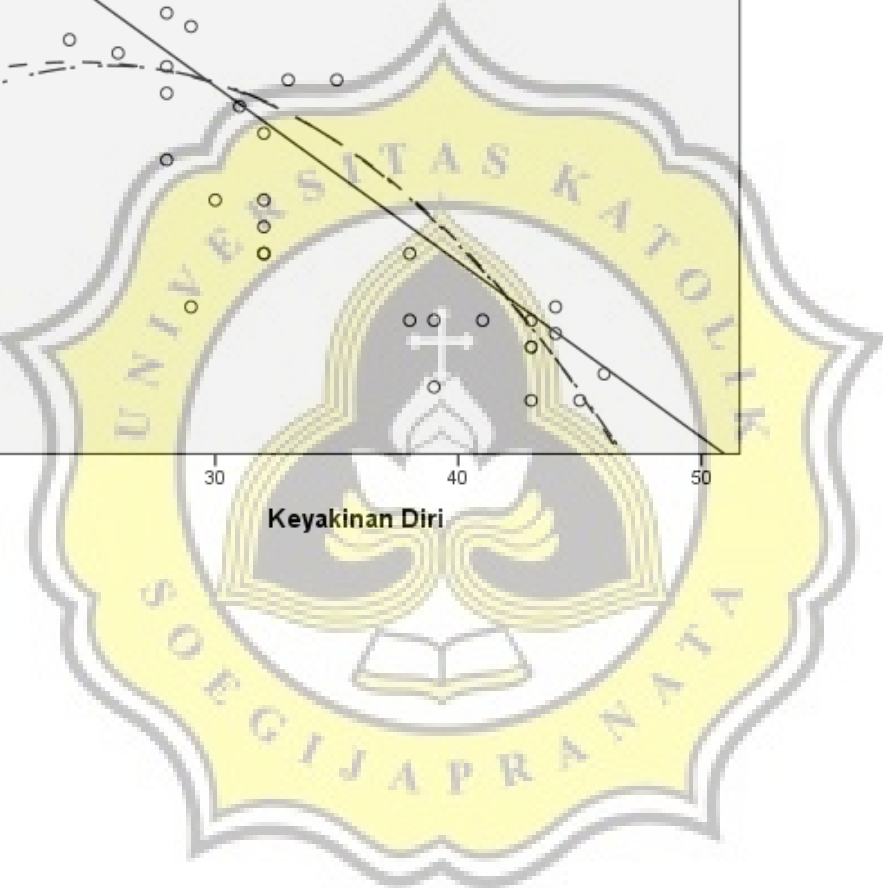 30 40 50
Keyakinan Diri
UNIVERSITAS KATOLIK
SOEGIJAPRANATA